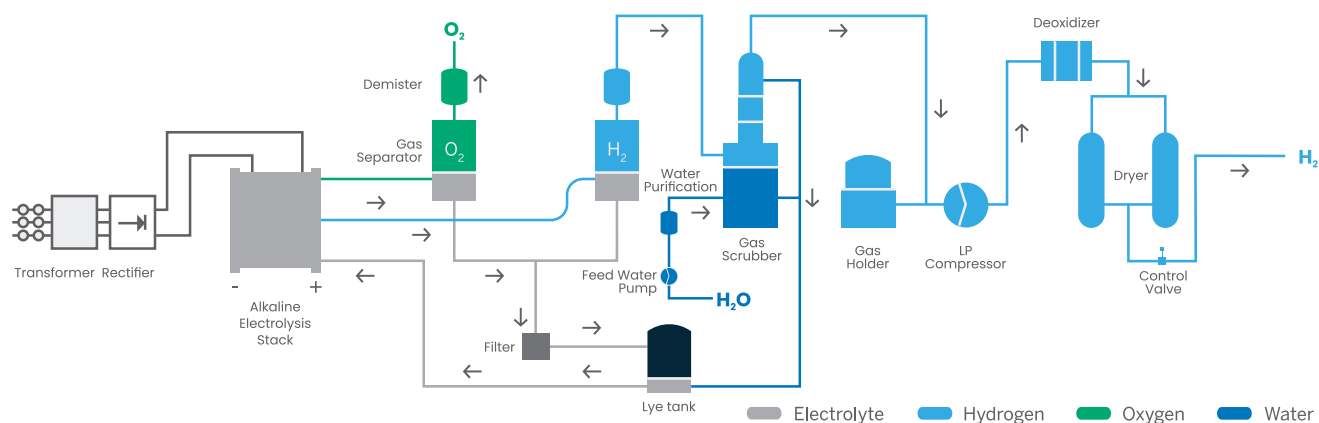 O₂
Demister
Gas
Separator
O₂
H₂
Deoxidizer
Water
Purification
Dryer
H₂
Transformer
Rectifier
-
+
Alkaline
Electrolysis
Stack
Feed Water
Pump
H₂O
Gas
Scrubber
Gas
Holder
LP
Compressor
Control
Valve
Filter
Lye tank
Electrolyte
Hydrogen
Oxygen
Water